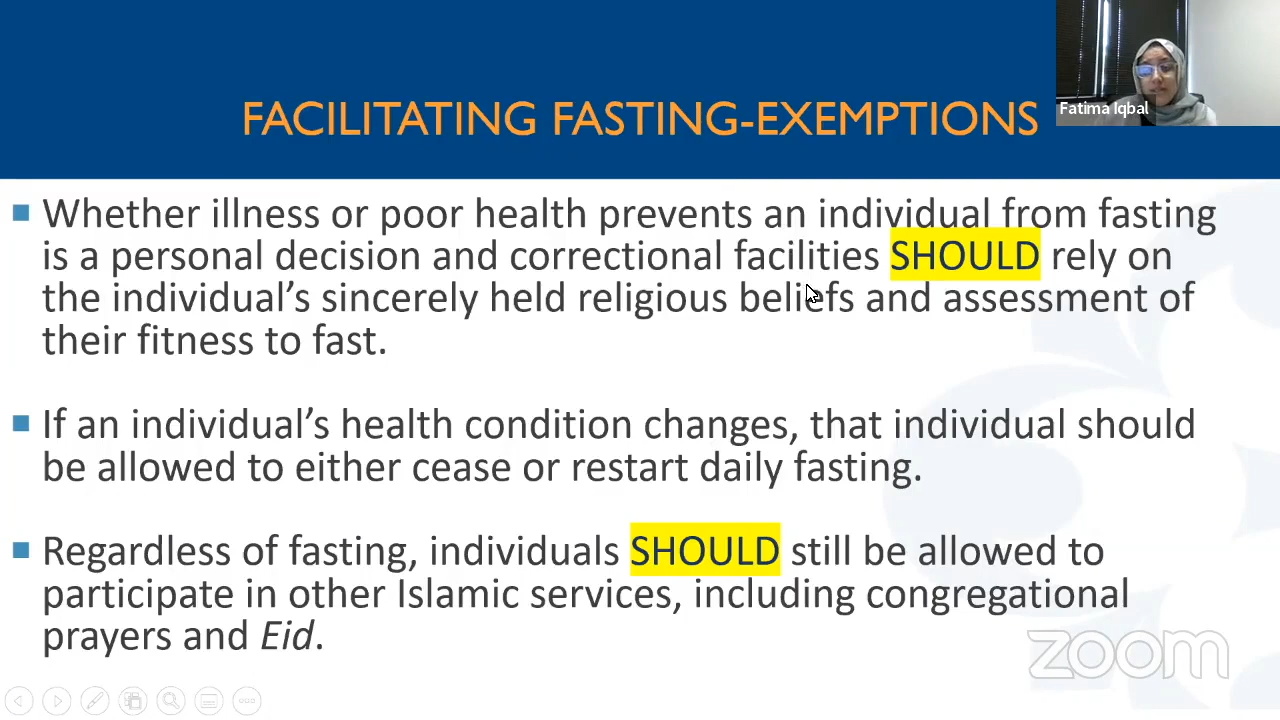 FACILITATING FASTING-EXEMPTIONS
Fatima Iqbal
■ Whether illness or poor health prevents an individual from fasting
is a personal decision and correctional facilities SHOULD rely on
the individual’s sincerely held religious beliefs and assessment of
their fitness to fast.
■ If an individual’s health condition changes, that individual should
be allowed to either cease or restart daily fasting.
■ Regardless of fasting, individuals SHOULD still be allowed to
participate in other Islamic services, including congregational
prayers and Eid.
zoom